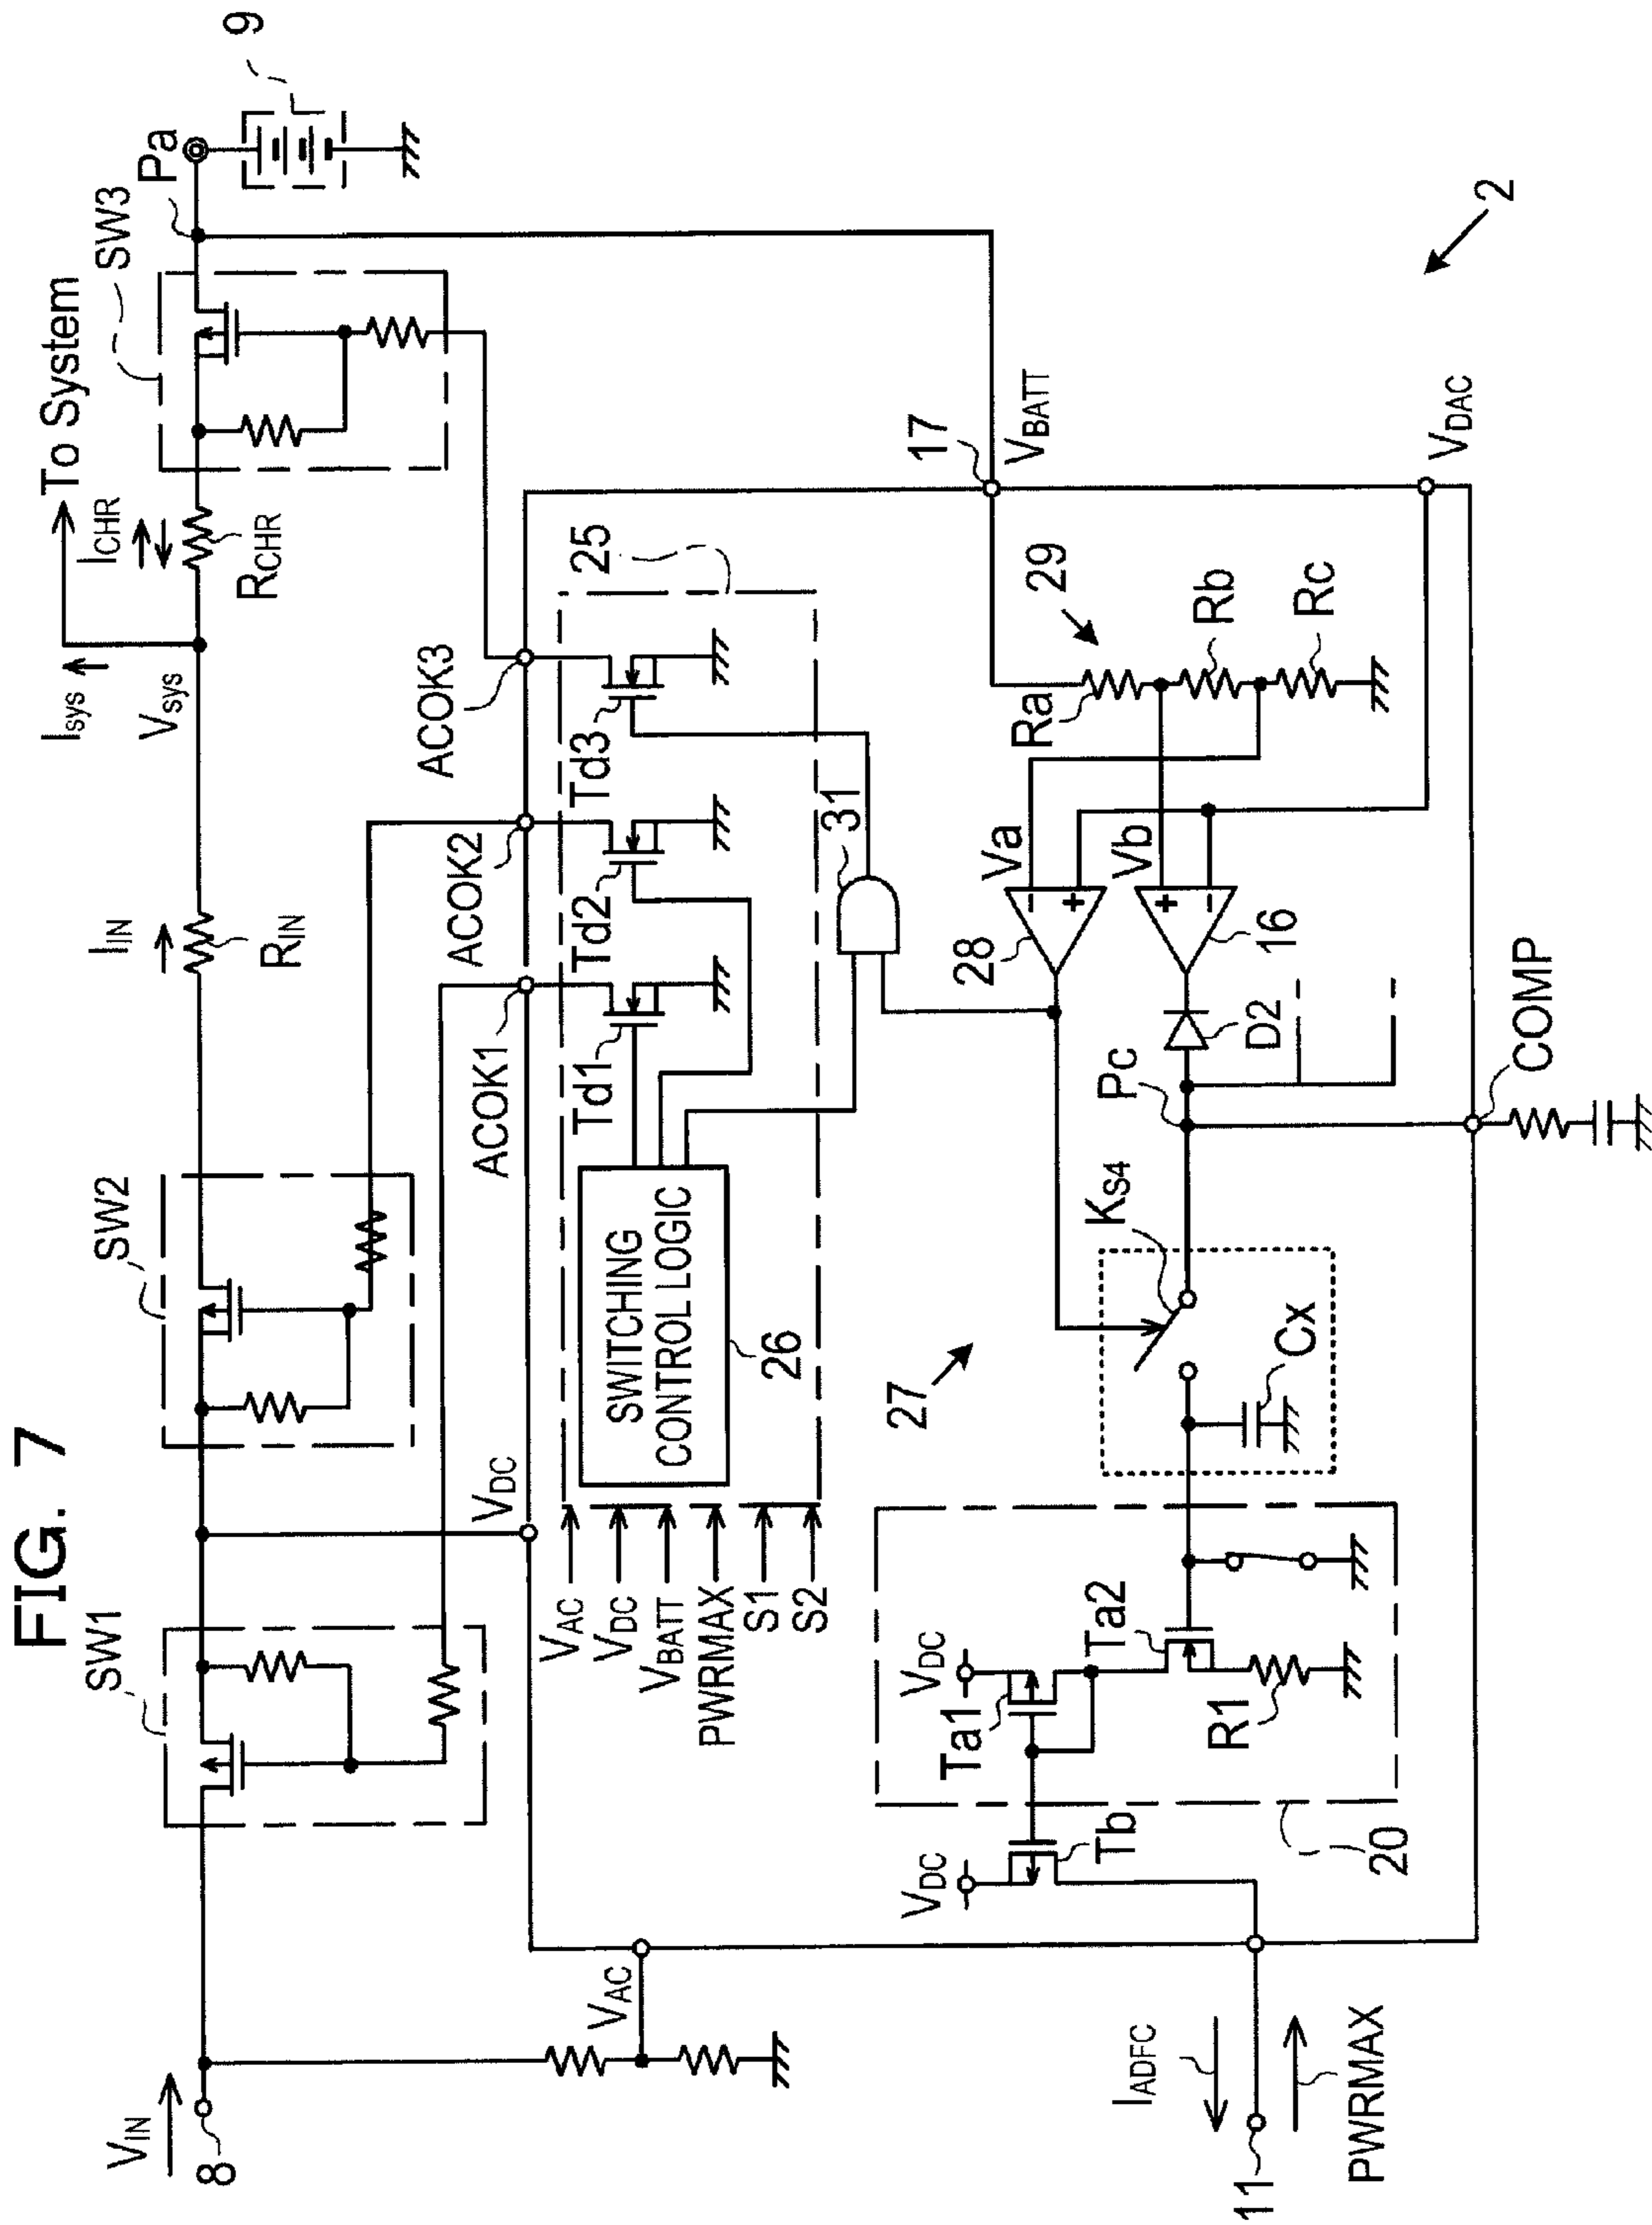 FIG. 7
VIN
8
SW1
SW2
IIN
RIN
Isys
Vsys
To System
ICHR
RCHR
SW3
Pa
9
VDC
ACOK1
ACOK2
ACOK3
VAC
VAC
VDC
VBATT
PWRMAX
S1
S2
SWITCHING
CONTROL LOGIC
26
Td1
Td2
Td3
25
31
17
VBATT
27
28
Va
Vb
16
Ra
29
Rb
Rc
VDAC
VDC
Tb
VDC
Ta1
Ta2
R1
20
Cx
KS4
Pc
D2
COMP
IADFC
11
PWRMAX
2